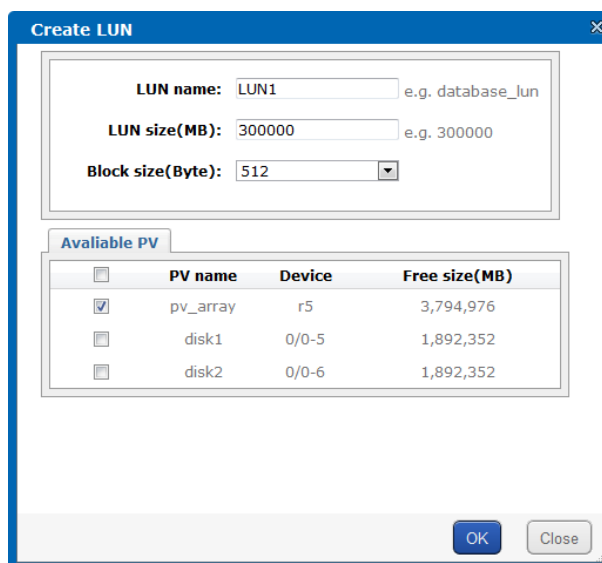 Create LUN
LUN name: LUN1 e.g. database_lun
LUN size(MB): 300000 e.g. 300000
Block size(Byte): 512
Avaliable PV
PV name Device Free size(MB)
pv_array r5 3,794,976
disk1 0/0-5 1,892,352
disk2 0/0-6 1,892,352
OK Close